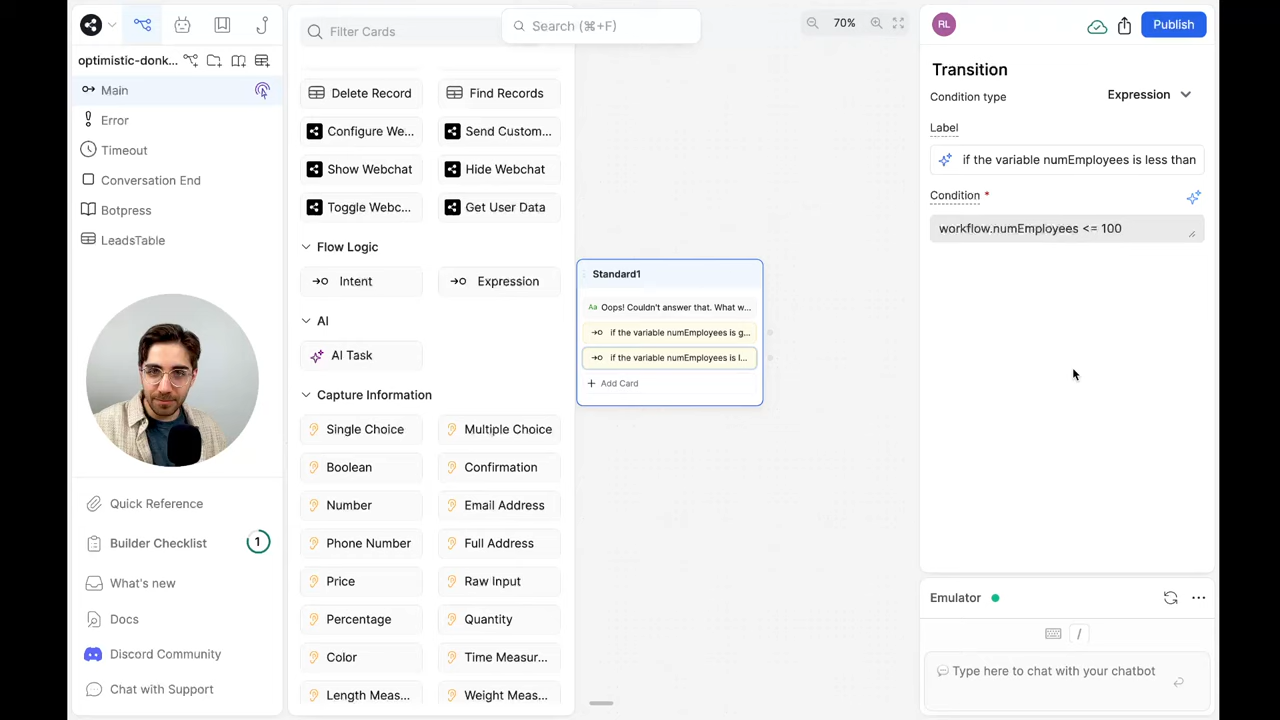 optimistic-donk...
Main
Error
Timeout
Conversation End
Botpress
LeadsTable
Quick Reference
Builder Checklist
1
What's new
Docs
Discord Community
Chat with Support
Filter Cards
Delete Record
Find Records
Configure We...
Send Custom...
Show Webchat
Hide Webchat
Toggle Webc...
Get User Data
Flow Logic
Intent
Expression
AI
AI Task
Capture Information
Single Choice
Multiple Choice
Boolean
Confirmation
Number
Email Address
Phone Number
Full Address
Price
Raw Input
Percentage
Quantity
Color
Time Measur...
Length Meas...
Weight Meas...
Search (⌘+F)
70%
Standard1
Aa Oops! Couldn't answer that. What w...
if the variable numEmployees is g...
if the variable numEmployees is l...
+ Add Card
RL
Publish
Transition
Condition type
Expression
Label
if the variable numEmployees is less than
Condition *
workflow.numEmployees <= 100
Emulator
/
Type here to chat with your chatbot